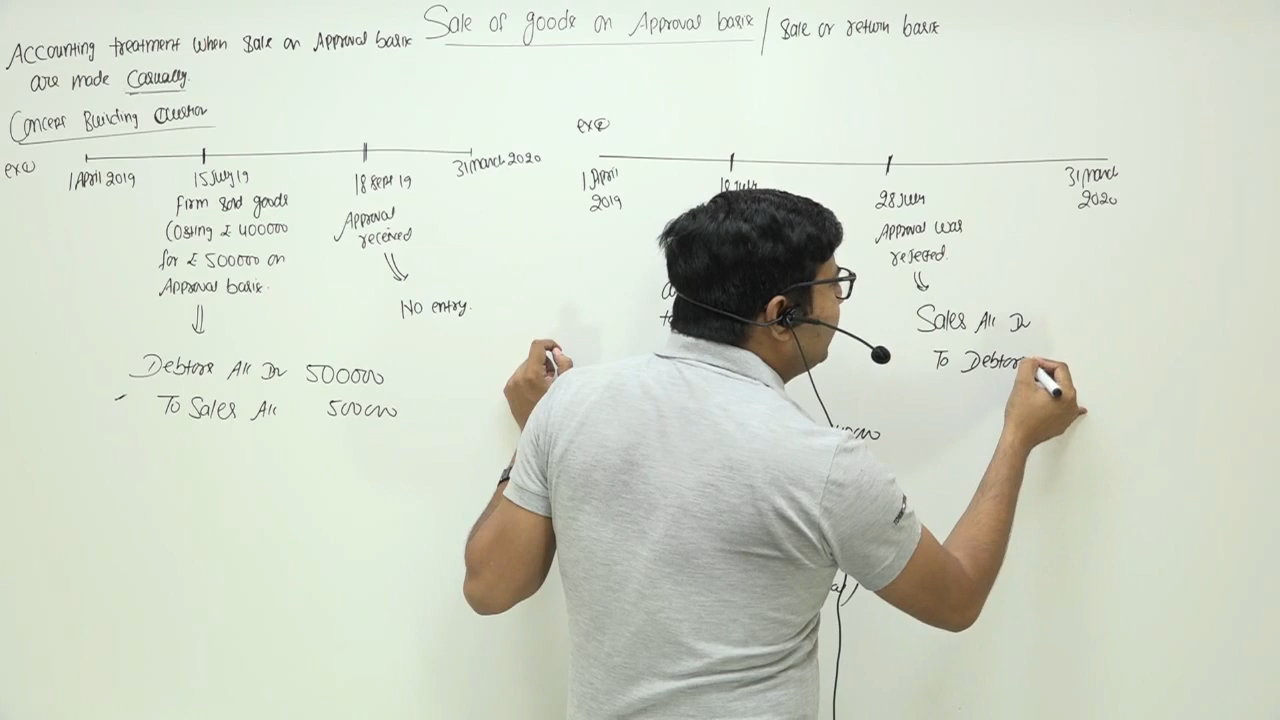 Sale of goods on Approval basis / Sale or return basis
Accounting treatment when sale on Approval basis
are made Casually.
Concept Building Question
ex①
1 April 2019
15 July 19
18 Sept 19
31 march 2020
firm sold goods
Costing ₤ 400000
for ₤ 500000 on
Approval basis.
Approval
received
No entry.
Debtors A/c Dr 500000
To Sales A/c 500000
ex②
1 April
2019
28 July
31 march
2020
Approval was
rejected.
Sales A/c Dr
To Debtors